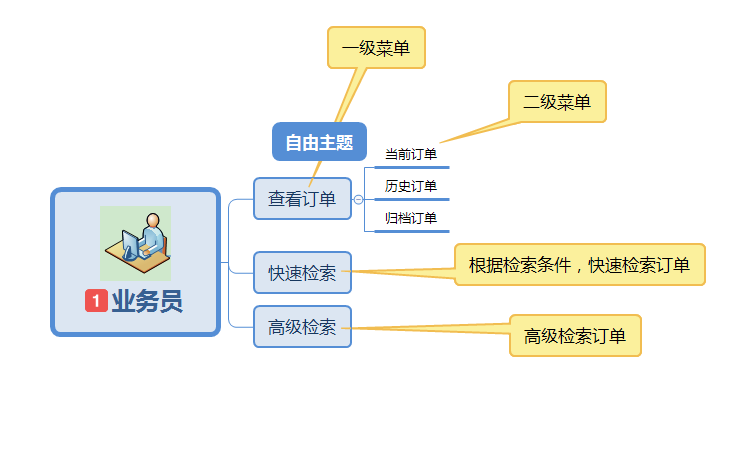 一级菜单
二级菜单
自由主题
当前订单
查看订单
历史订单
归档订单
快速检索
根据检索条件，快速检索订单
1业务员
高级检索
高级检索订单